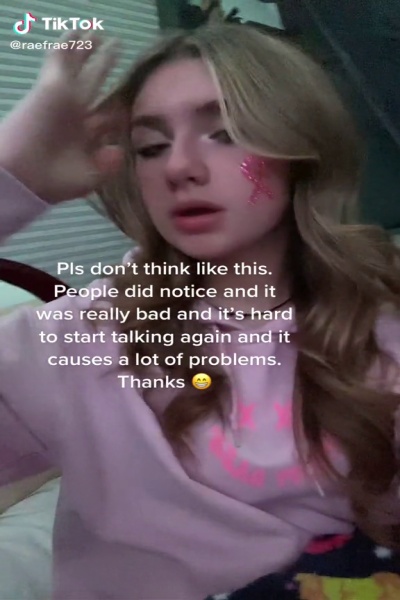 TikTok
@raefrae723
Pls don't think like this.
People did notice and it
was really bad and it's hard
to start talking again and it
causes a lot of problems.
Thanks 😁
X X